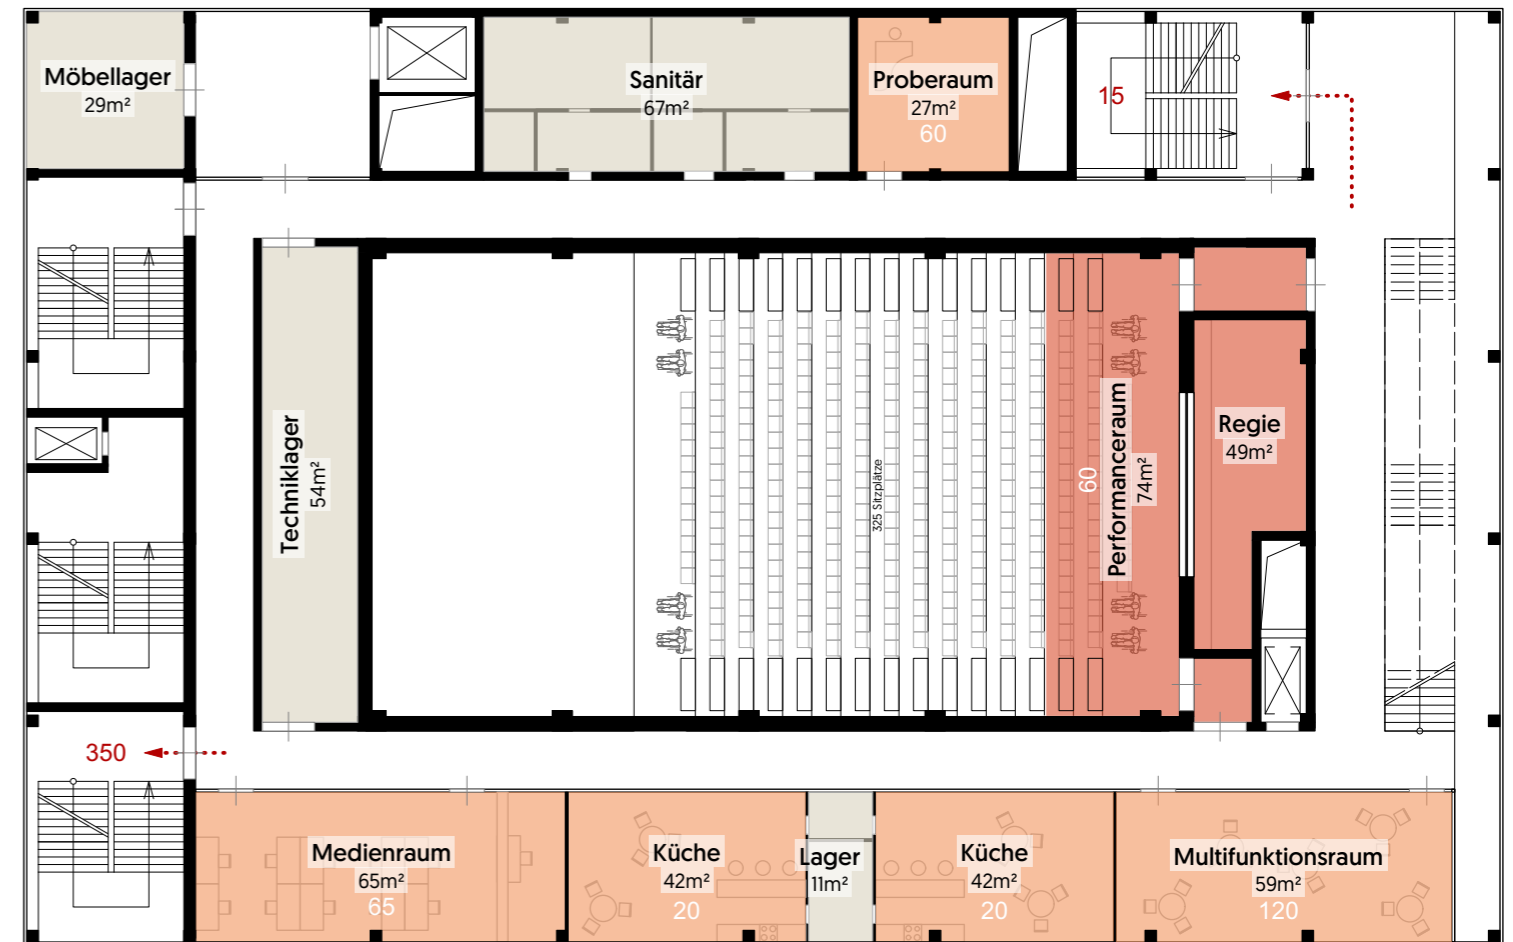 Möbellager
29m²
Sanitär
67m²
Proberaum
27m²
60
15
Techniklager
54m²
325 Sitzplätze
60
Performanceraum
74m²
Regie
49m²
350
Medienraum
65m²
65
Küche
42m²
20
Lager
11m²
Küche
42m²
20
Multifunktionsraum
59m²
120